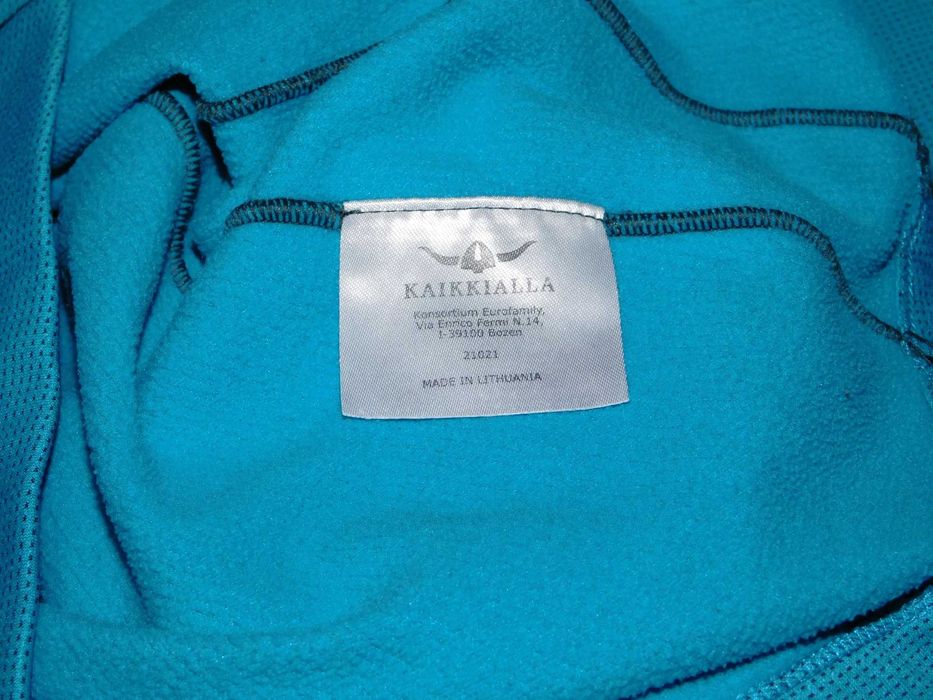 KAIKKIALLA
Konsortium Eurofamily,
Via Enrico Fermi N.14,
I-39100 Bozen
21021
MADE IN LITHUANIA